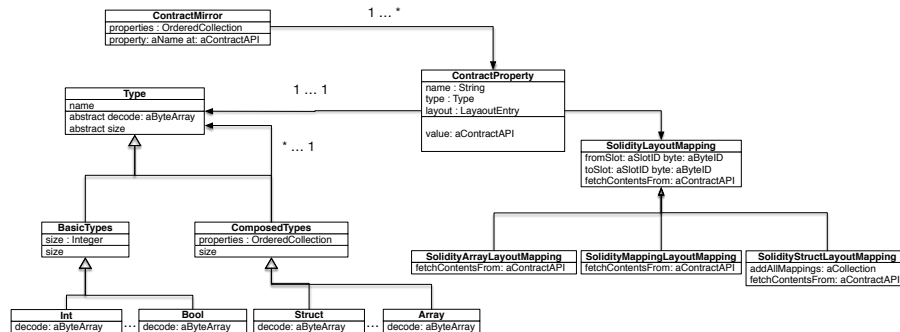 ContractMirror
properties : OrderedCollection
property: aName at: aContractAPI
1 ... *
ContractProperty
name : String
type : Type
layout : LayaoutEntry
value: aContractAPI
1 ... 1
Type
name
abstract decode: aByteArray
abstract size
* ... 1
SolidityLayoutMapping
fromSlot: aSlotID byte: aByteID
toSlot: aSlotID byte: aByteID
fetchContentsFrom: aContractAPI
BasicTypes
size : Integer
size
ComposedTypes
properties : OrderedCollection
size
SolidityArrayLayoutMapping
fetchContentsFrom: aContractAPI
SolidityMappingLayoutMapping
fetchContentsFrom: aContractAPI
SolidityStructLayoutMapping
addAllMappings: aCollection
fetchContentsFrom: aContractAPI
Int
decode: aByteArray
...
Bool
decode: aByteArray
Struct
decode: aByteArray
...
Array
decode: aByteArray